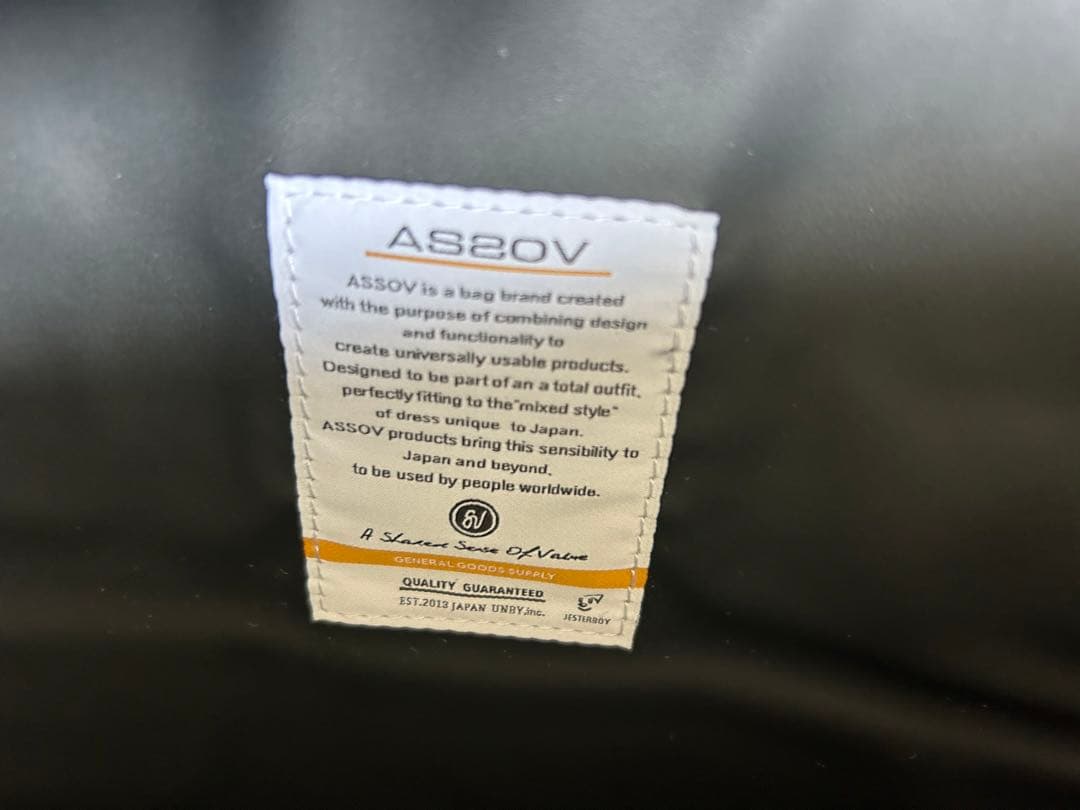 ASSOV
ASSOV is a bag brand created
with the purpose of combining design
and functionality to
create universally usable products.
Designed to be part of an a total outfit,
perfectly fitting to the "mixed style"
of dress unique to Japan.
ASSOV products bring this sensibility to
Japan and beyond,
to be used by people worldwide.
A Shared Sense Of Value
GENERAL GOODS SUPPLY
QUALITY GUARANTEED
EST.2013 JAPAN UNBY.inc.
JESTERBOY